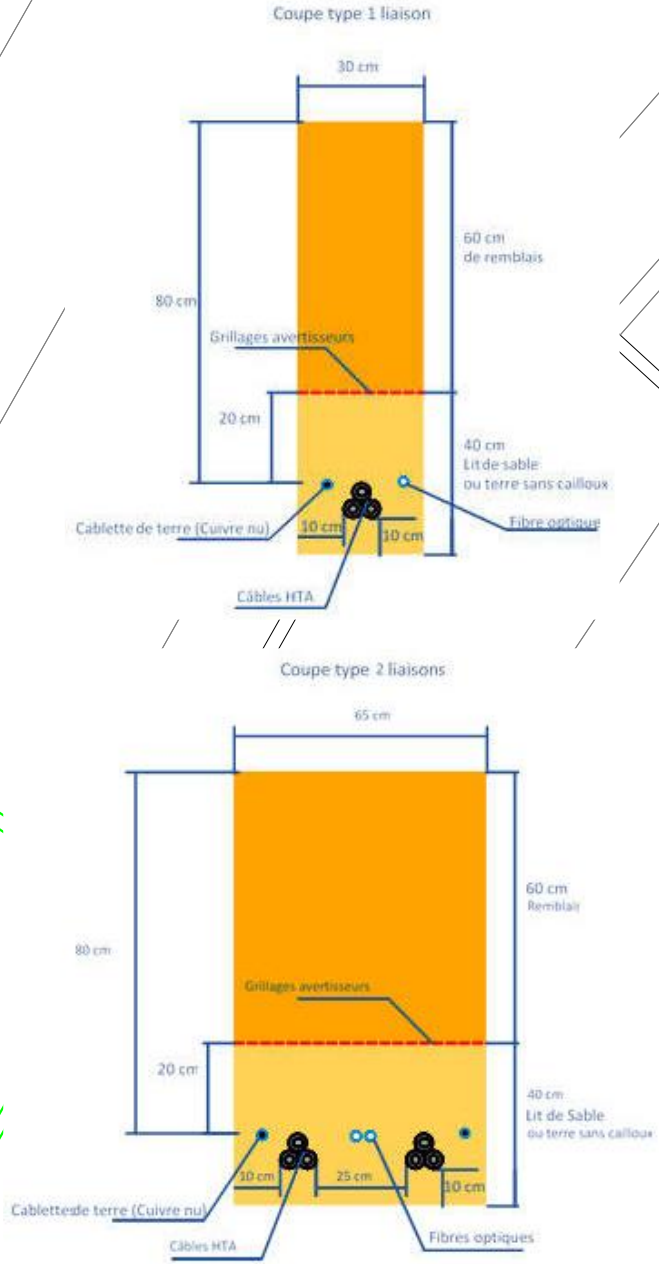 Coupe type 1 liaison
30 cm
60 cm
de remblais
80 cm
Grillages avertisseurs
20 cm
40 cm
Lit de sable
ou terre sans cailloux
Cablette de terre (Cuivre nu)
10 cm
10 cm
Fibre optique
Câbles HTA
Coupe type 2 liaisons
65 cm
60 cm
Remblair
80 cm
Grillages avertisseurs
20 cm
40 cm
Lit de Sable
ou terre sans cailloux
10 cm
25 cm
10 cm
Cablettes de terre (Cuivre nu)
Fibres optiques
Câbles HTA